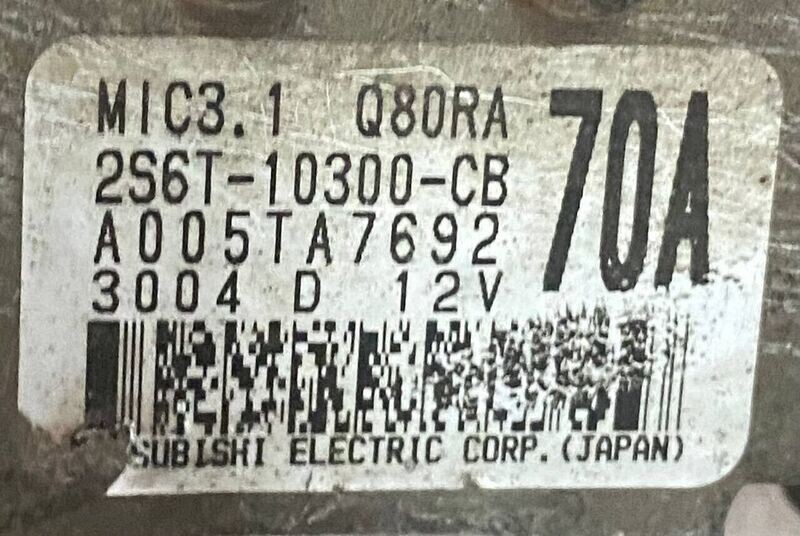 MIC3.1 Q80RA 70A
2S6T-10300-CB
A005TA7692
3004 D 12V
SUBISHI ELECTRIC CORP.(JAPAN)